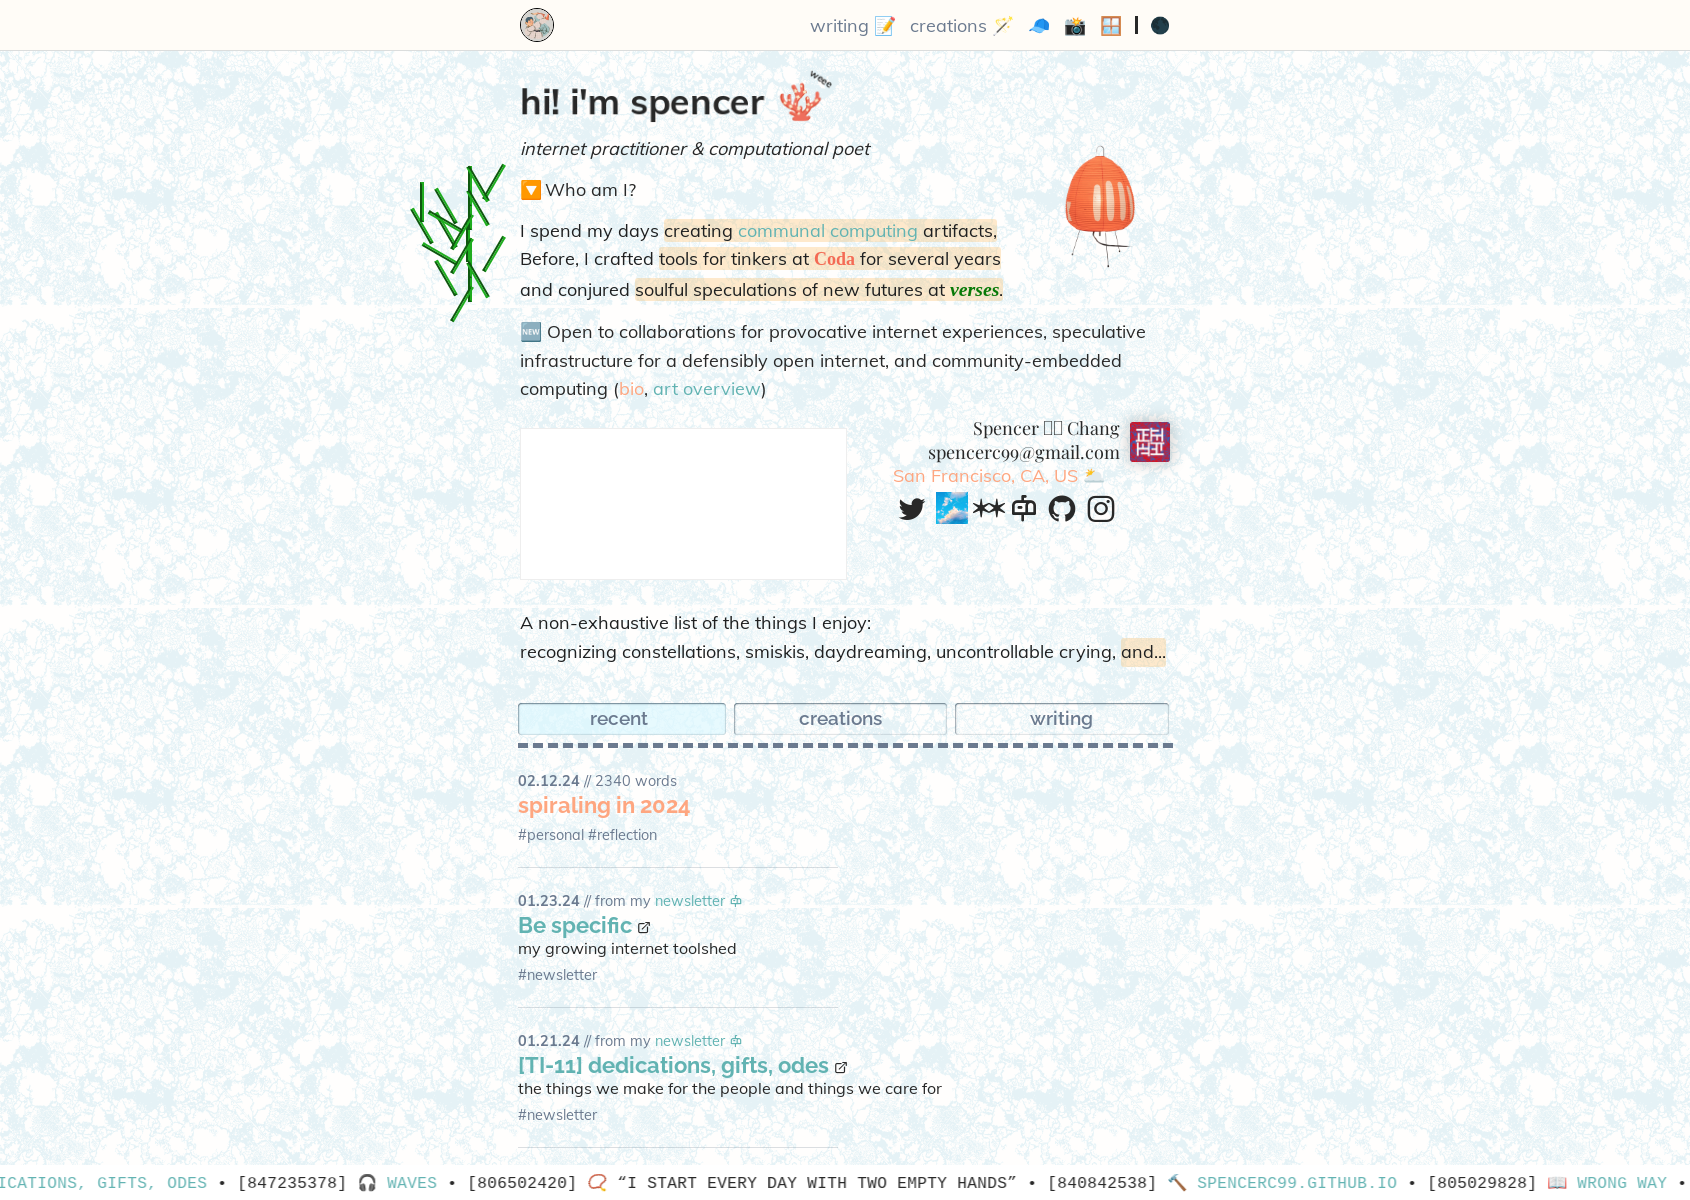 writing 📝 creations 🪄 🧢 📸 🪟 | 🌑
hi! i'm spencer
weee
internet practitioner & computational poet
🔽 Who am I?
I spend my days creating communal computing artifacts,
Before, I crafted tools for tinkers at Coda for several years
and conjured soulful speculations of new futures at verses.
🆕 Open to collaborations for provocative internet experiences, speculative
infrastructure for a defensibly open internet, and community-embedded
computing (bio, art overview)
Spencer Chang
spencerc99@gmail.com
San Francisco, CA, US ⛅
A non-exhaustive list of the things I enjoy:
recognizing constellations, smiskis, daydreaming, uncontrollable crying, and...
recent
creations
writing
02.12.24 // 2340 words
spiraling in 2024
#personal #reflection
01.23.24 // from my newsletter
Be specific
my growing internet toolshed
#newsletter
01.21.24 // from my newsletter
[TI-11] dedications, gifts, odes
the things we make for the people and things we care for
#newsletter
ICATIONS, GIFTS, ODES • [847235378] 🎧 WAVES • [806502420] 📿 “I START EVERY DAY WITH TWO EMPTY HANDS” • [840842538] 🔨 SPENCERC99.GITHUB.IO • [805029828] 📖 WRONG WAY •